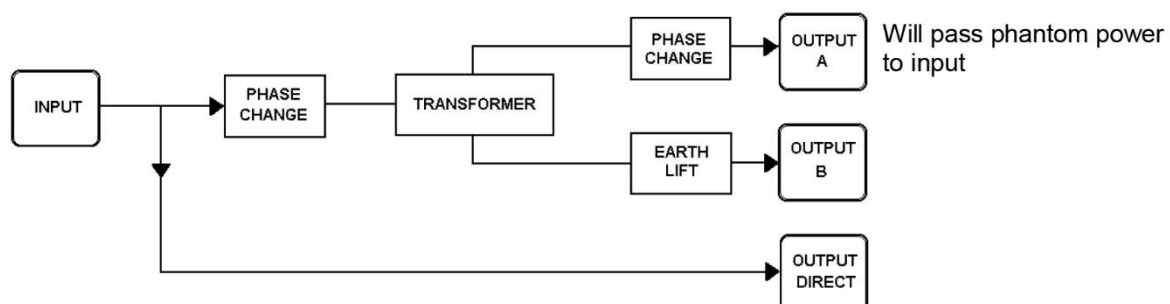 INPUT
PHASE
CHANGE
TRANSFORMER
PHASE
CHANGE
OUTPUT
A
Will pass phantom power
to input
EARTH
LIFT
OUTPUT
B
OUTPUT
DIRECT